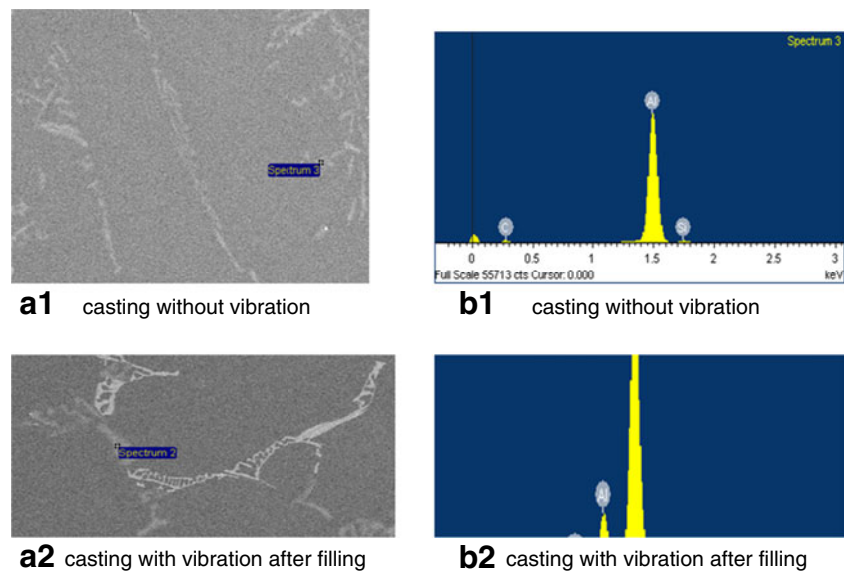 Spectrum 3
Spectrum 3
Al
C
Si
0 0.5 1 1.5 2 2.5 3
Full Scale 55713 cts Cursor: 0.000 keV
a1 casting without vibration
b1 casting without vibration
Spectrum 2
Al
a2 casting with vibration after filling
b2 casting with vibration after filling